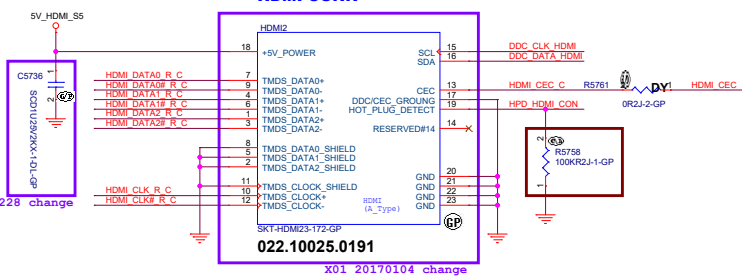 5V_HDMI_S5
HDMI2
18 +5V_POWER
SCL 15 DDC_CLK_HDMI
SDA 16 DDC_DATA_HDMI
C5736
1
2
SCD1U25V2KX-1-DL-GP
HDMI_DATA0_R_C 7 TMDS_DATA0+
HDMI_DATA0#_R_C 9 TMDS_DATA0-
HDMI_DATA1_R_C 4 TMDS_DATA1+
HDMI_DATA1#_R_C 6 TMDS_DATA1-
HDMI_DATA2_R_C 1 TMDS_DATA2+
HDMI_DATA2#_R_C 3 TMDS_DATA2-
CEC 13 HDMI_CEC_C R5761 DY HDMI_CEC
0R2J-2-GP
DDC/CEC_GROUNG 17
HOT_PLUG_DETECT 19 HPD_HDMI_CON
RESERVED#14 14
8 TMDS_DATA0_SHIELD
5 TMDS_DATA1_SHIELD
2 TMDS_DATA2_SHIELD
2
R5758
100KR2J-1-GP
1
11 TMDS_CLOCK_SHIELD
HDMI_CLK_R_C 10 TMDS_CLOCK+
HDMI_CLK#_R_C 12 TMDS_CLOCK-
GND 20
GND 21
GND 22
GND 23
HDMI
(A_Type)
GP
228 change
SKT-HDMI23-172-GP
022.10025.0191
X01 20170104 change